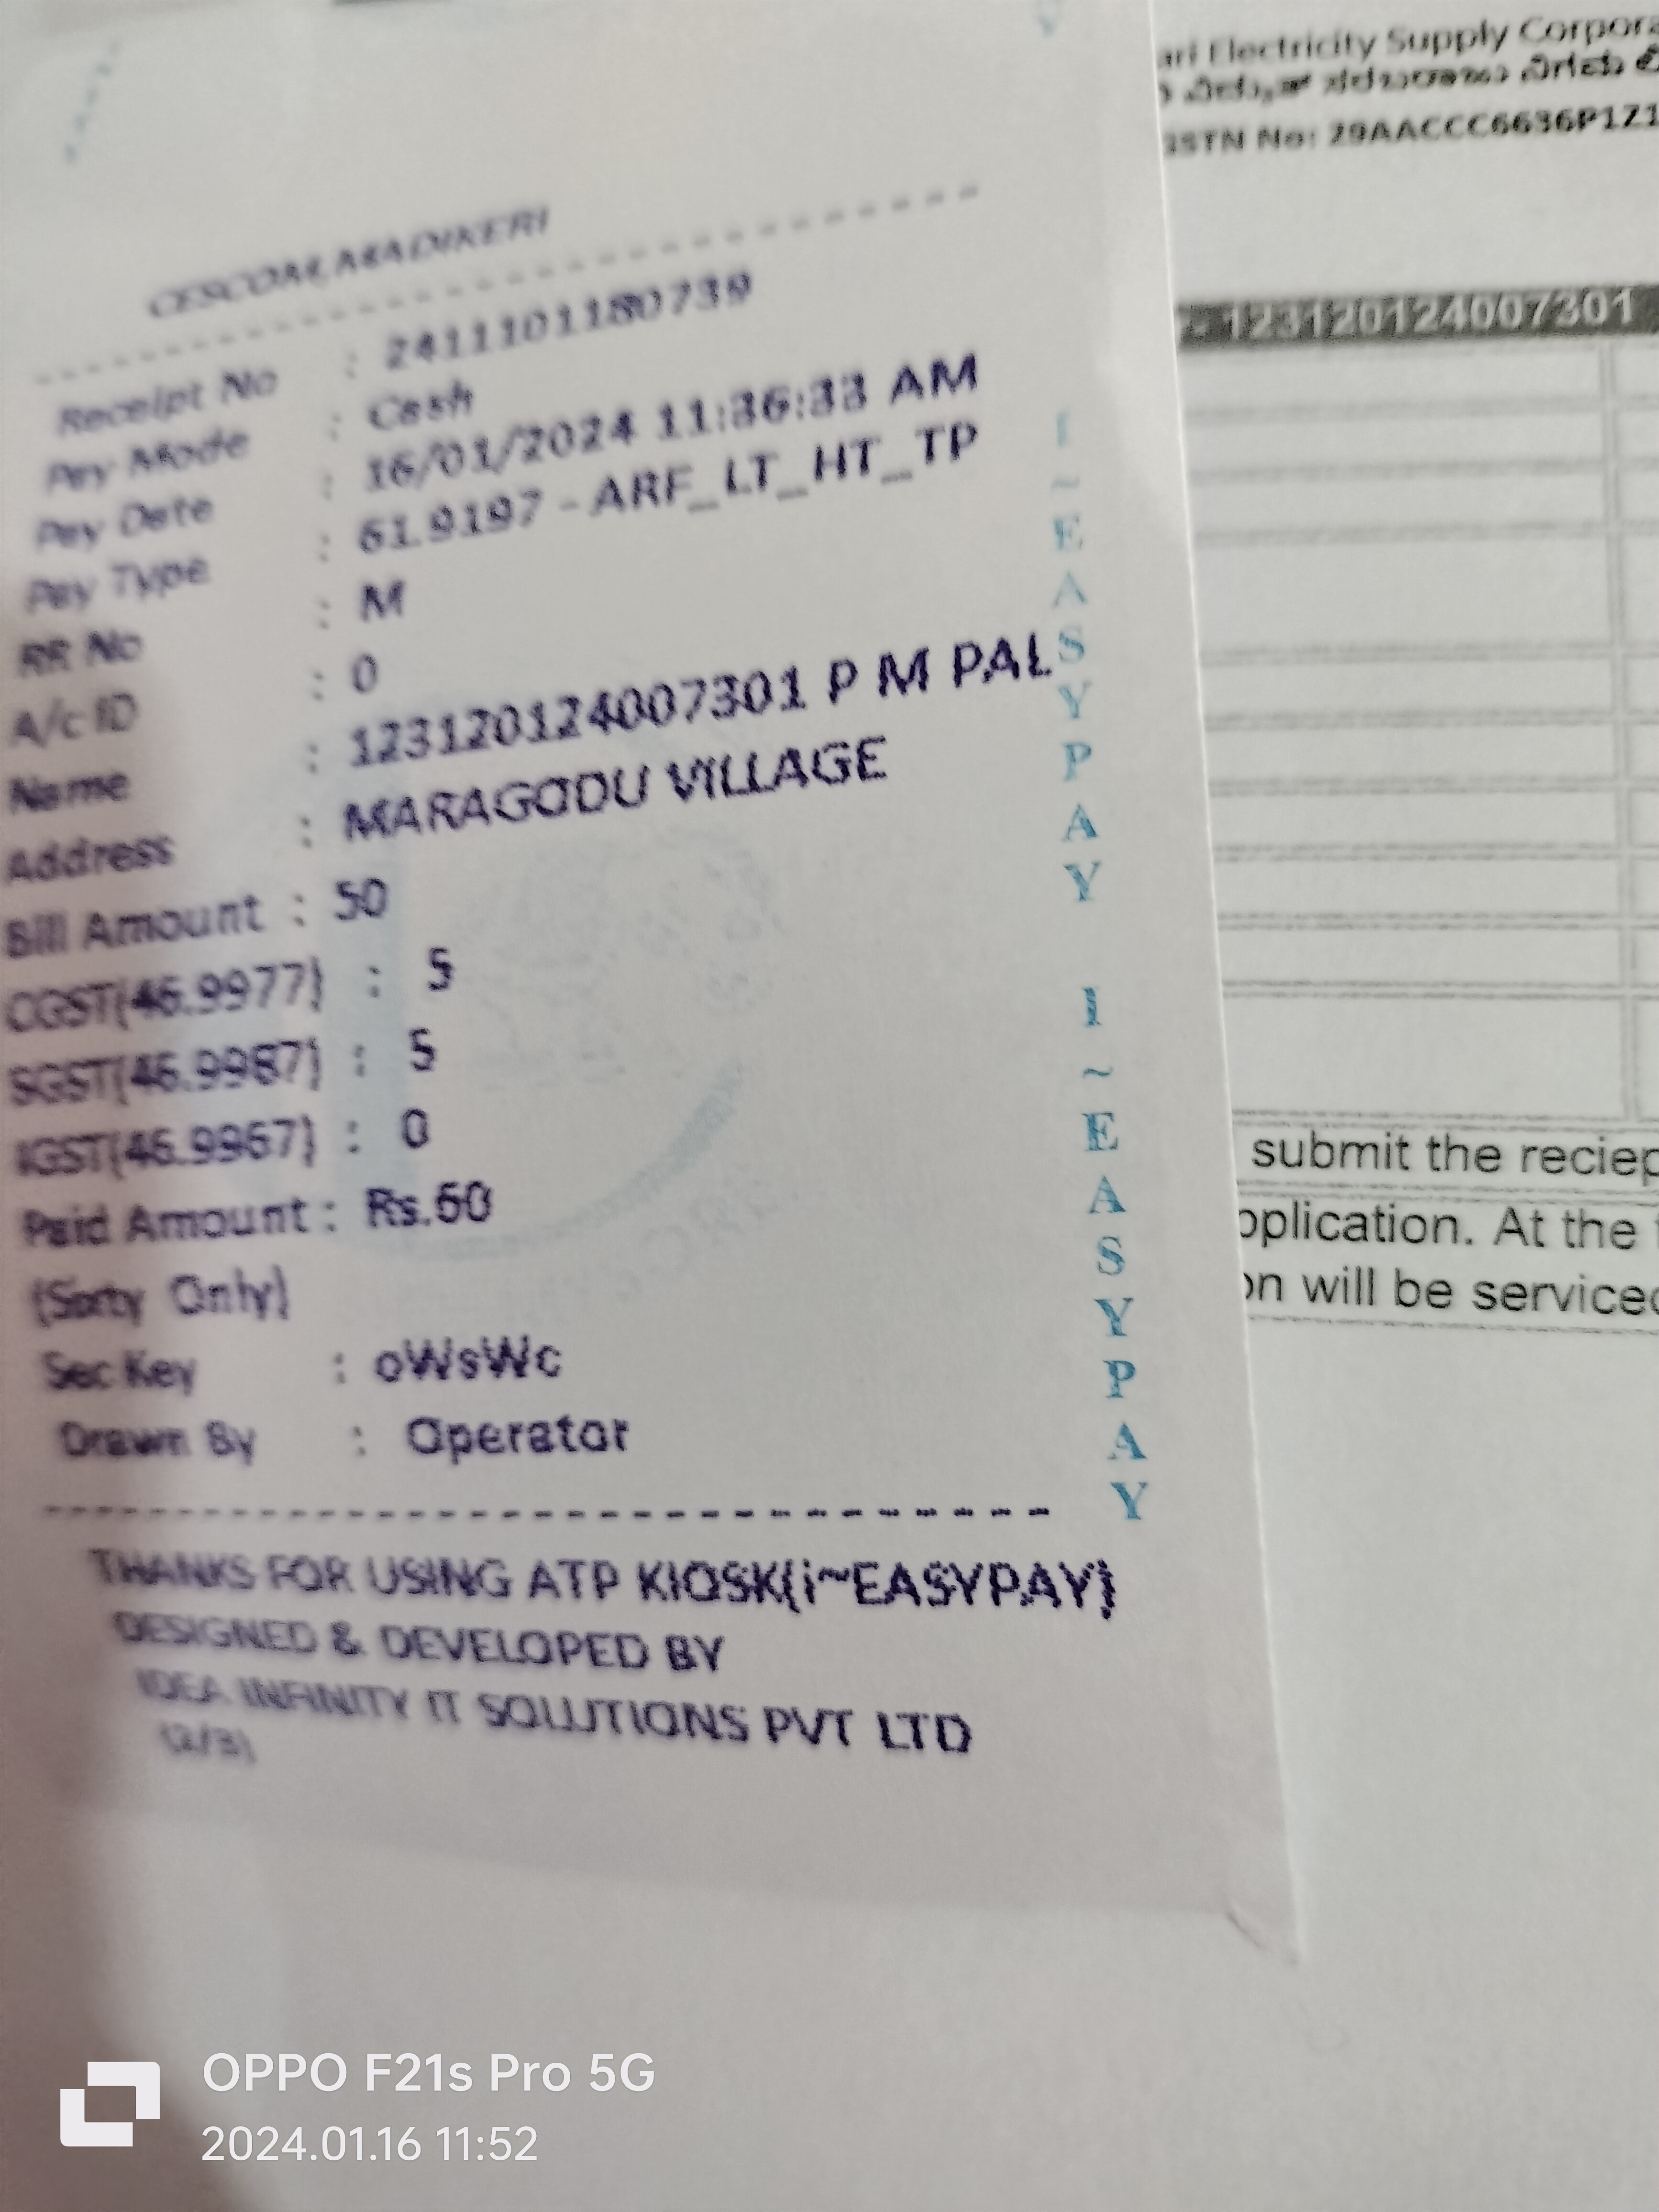 CESCOM,MADIKERI
Receipt No : 2411101180739
Pay Mode : Cash
Pay Date : 16/01/2024 11:36:33 AM
Pay Type : 61.9197 - ARF_LT_HT_TP
RR No : M
A/c ID : 0
Name : 123120124007301 P M PAL
Address : MARAGODU VILLAGE
Bill Amount : 50
CGST(46.9977) : 5
SGST(46.9987) : 5
IGST(46.9967) : 0
Paid Amount : Rs.60
(Sixty Only)
Sec Key : oWsWc
Drawn By : Operator
THANKS FOR USING ATP KIOSK(i~EASYPAY)
DESIGNED & DEVELOPED BY
IDEA INFINITY IT SOLUTIONS PVT LTD
(2/3)
I~EASYPAY I~EASYPAY
ari Electricity Supply Corpora
GSTN No: 29AACCC6636P1Z1
123120124007301
submit the reciep
pplication. At the
on will be serviced
OPPO F21s Pro 5G
2024.01.16 11:52